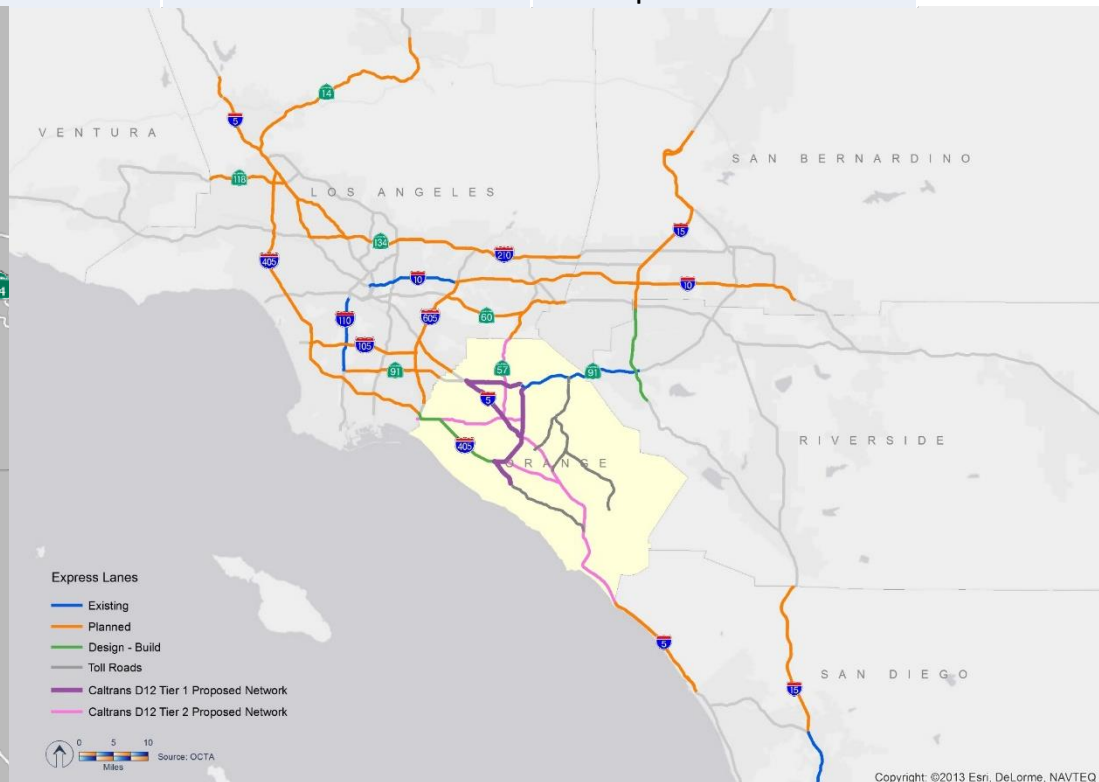 VENTURA
SAN BERNARDINO
LOS ANGELES
5
14
118
134
210
405
15
10
10
110
605
60
105
91
57
91
5
405
ORANGE
RIVERSIDE
4
Express Lanes
Existing
Planned
Design - Build
Toll Roads
Caltrans D12 Tier 1 Proposed Network
Caltrans D12 Tier 2 Proposed Network
5
15
SAN DIEGO
0 5 10
Miles
Source: OCTA
Copyright: ©2013 Esri, DeLorme, NAVTEQ